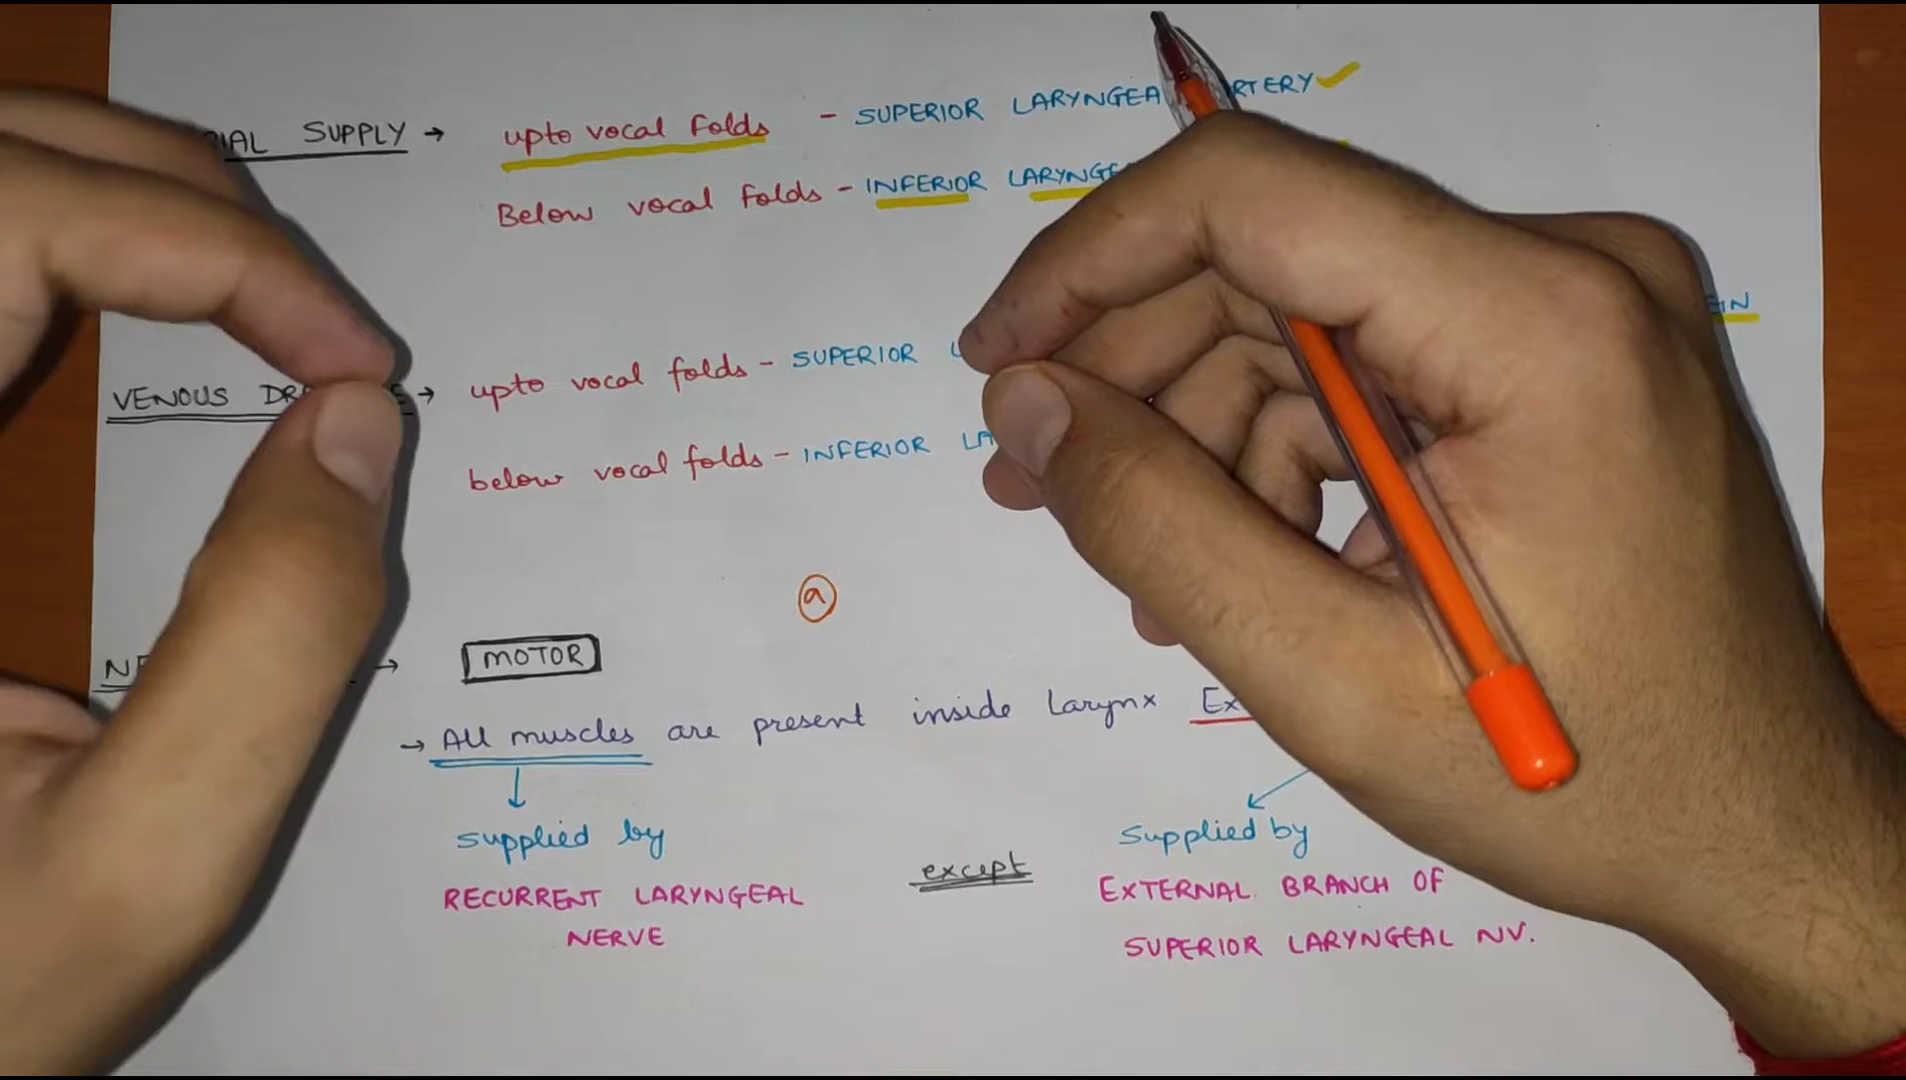 SUPPLY → upto vocal Folds - SUPERIOR LARYNGEA RTERY ✓
Below vocal Folds - INFERIOR LARYNGE
VENOUS → upto vocal folds - SUPERIOR
below vocal folds - INFERIOR LA
→ MOTOR
ⓐ
→ All muscles are present inside Larynx Ex
↓
Supplied by
Supplied by
RECURRENT LARYNGEAL
NERVE
except
EXTERNAL BRANCH OF
SUPERIOR LARYNGEAL NV.